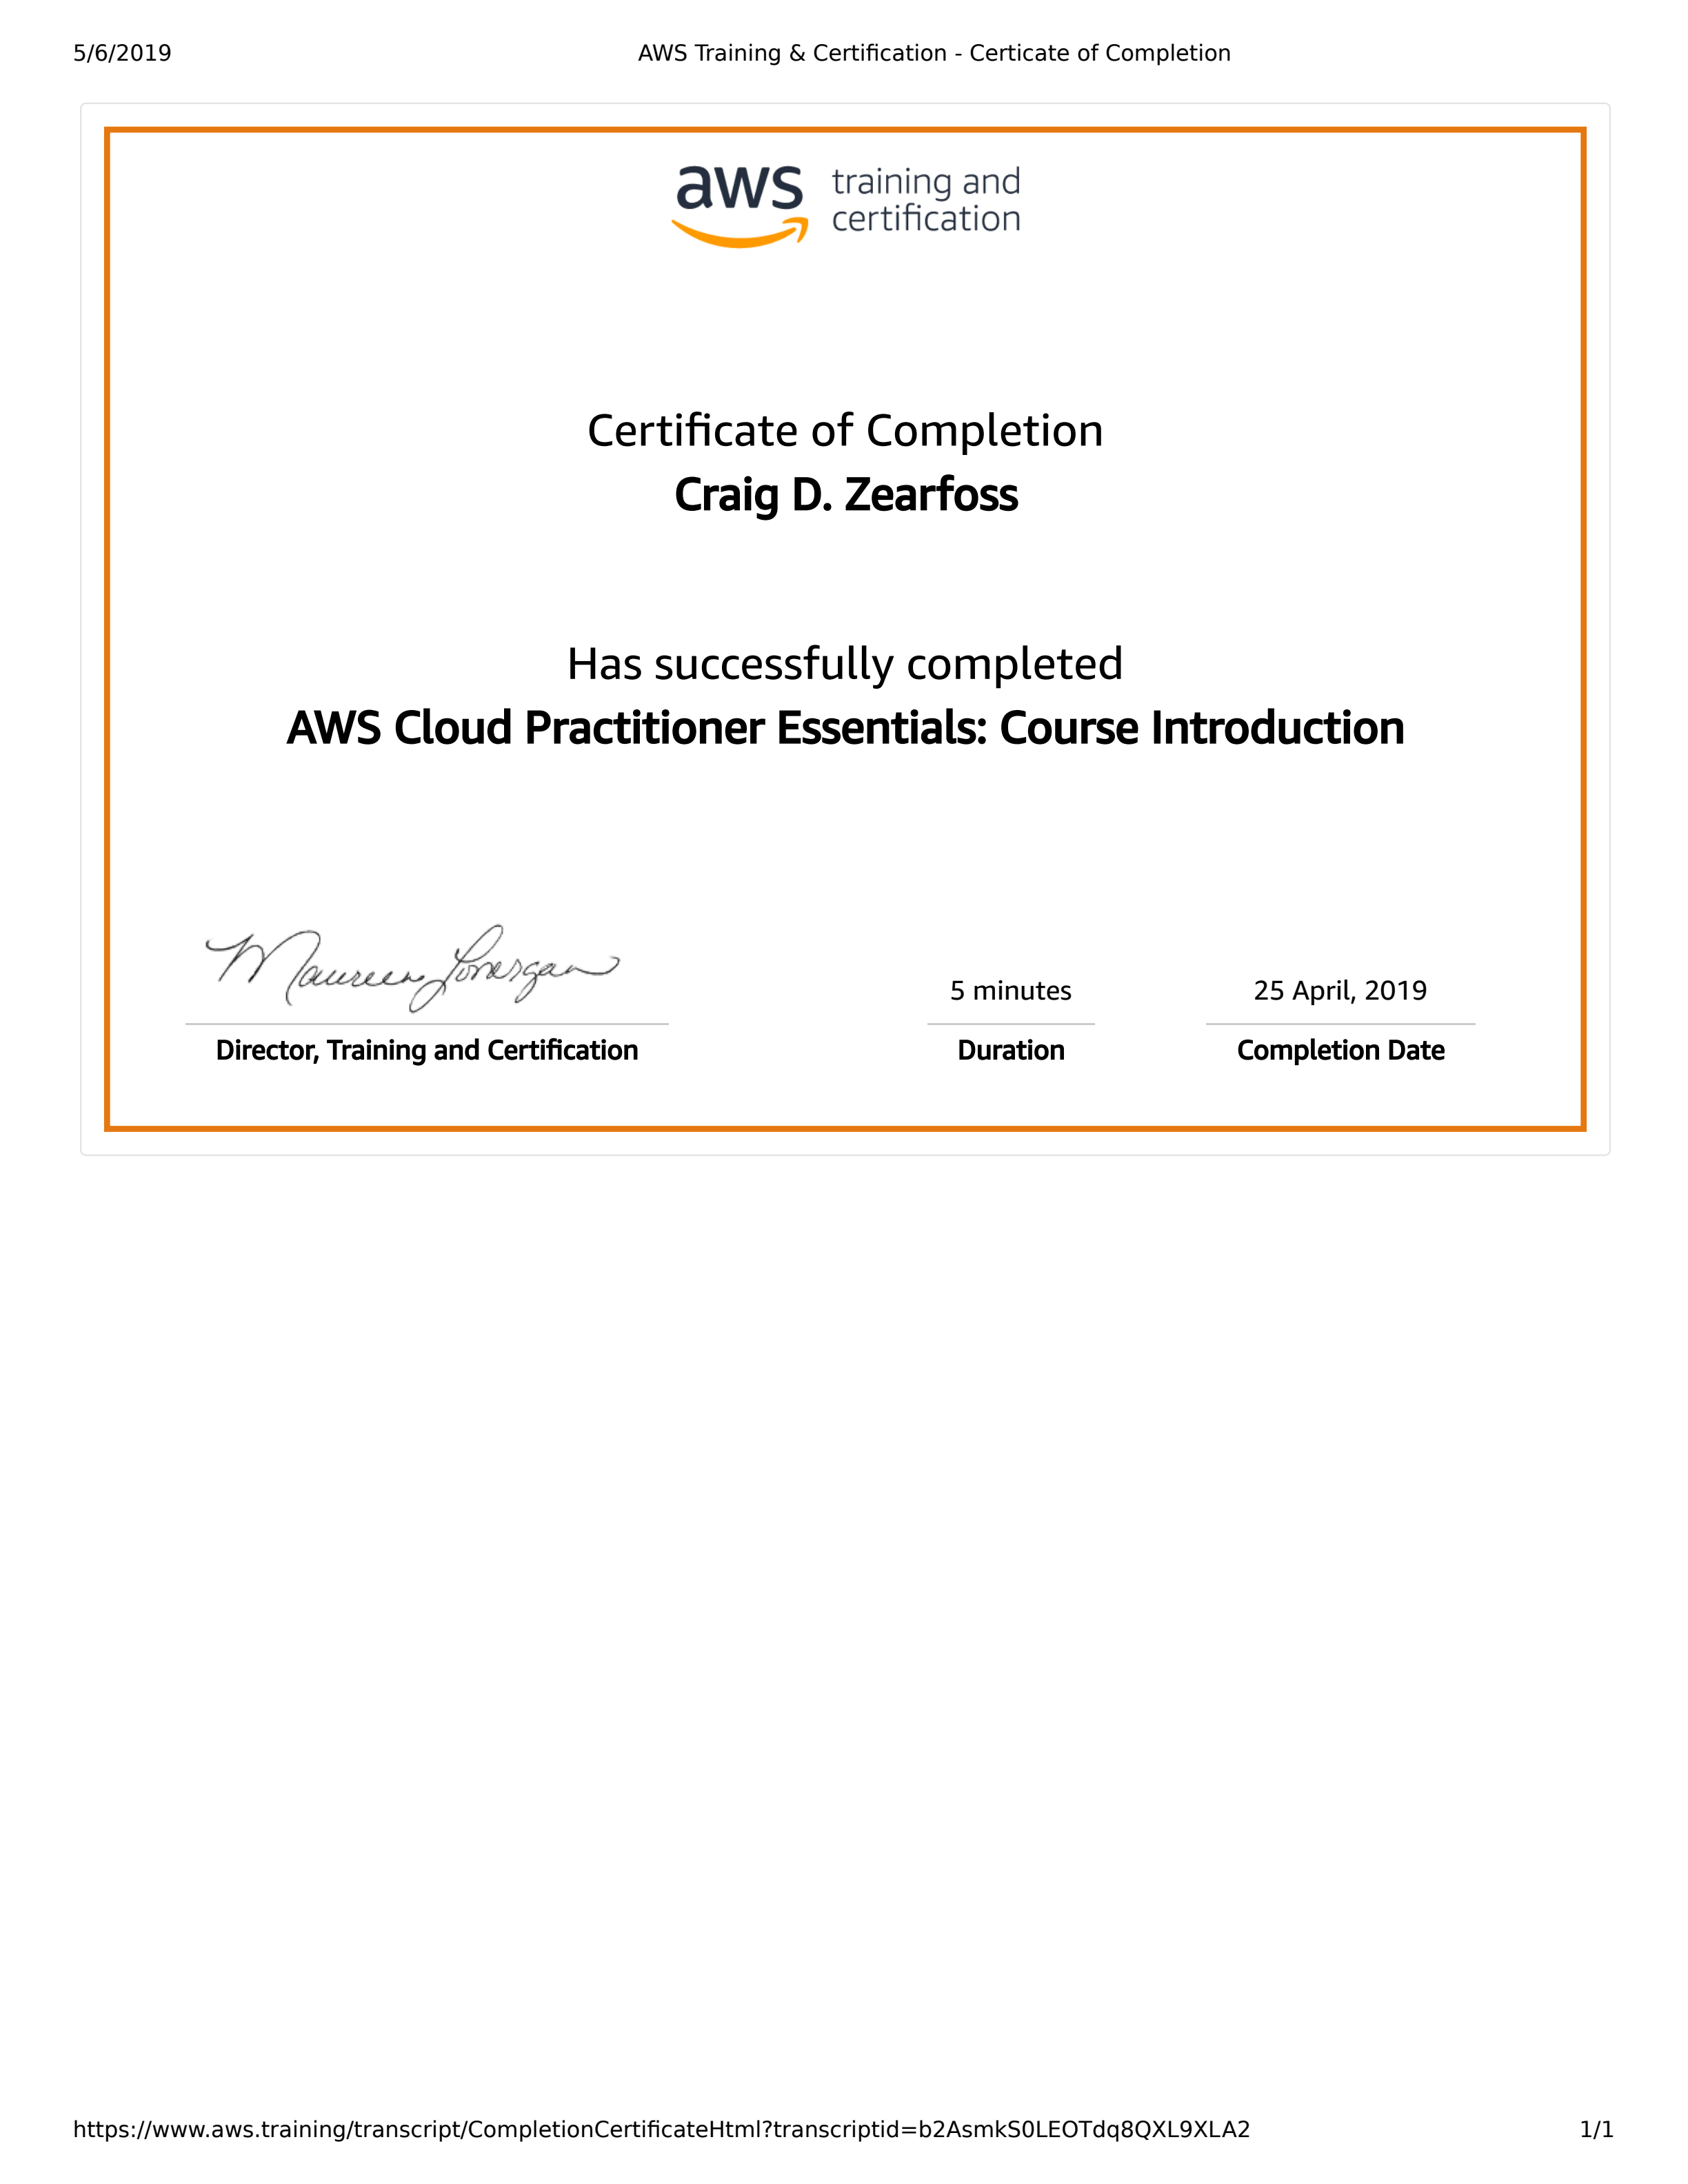 5/6/2019 AWS Training & Certification - Certicate of Completion
aws training and
certification
Certificate of Completion
Craig D. Zearfoss
Has successfully completed
AWS Cloud Practitioner Essentials: Course Introduction
Maureen Lonergan
5 minutes 25 April, 2019
Director, Training and Certification Duration Completion Date
https://www.aws.training/transcript/CompletionCertificateHtml?transcriptid=b2AsmkS0LEOTdq8QXL9XLA2 1/1